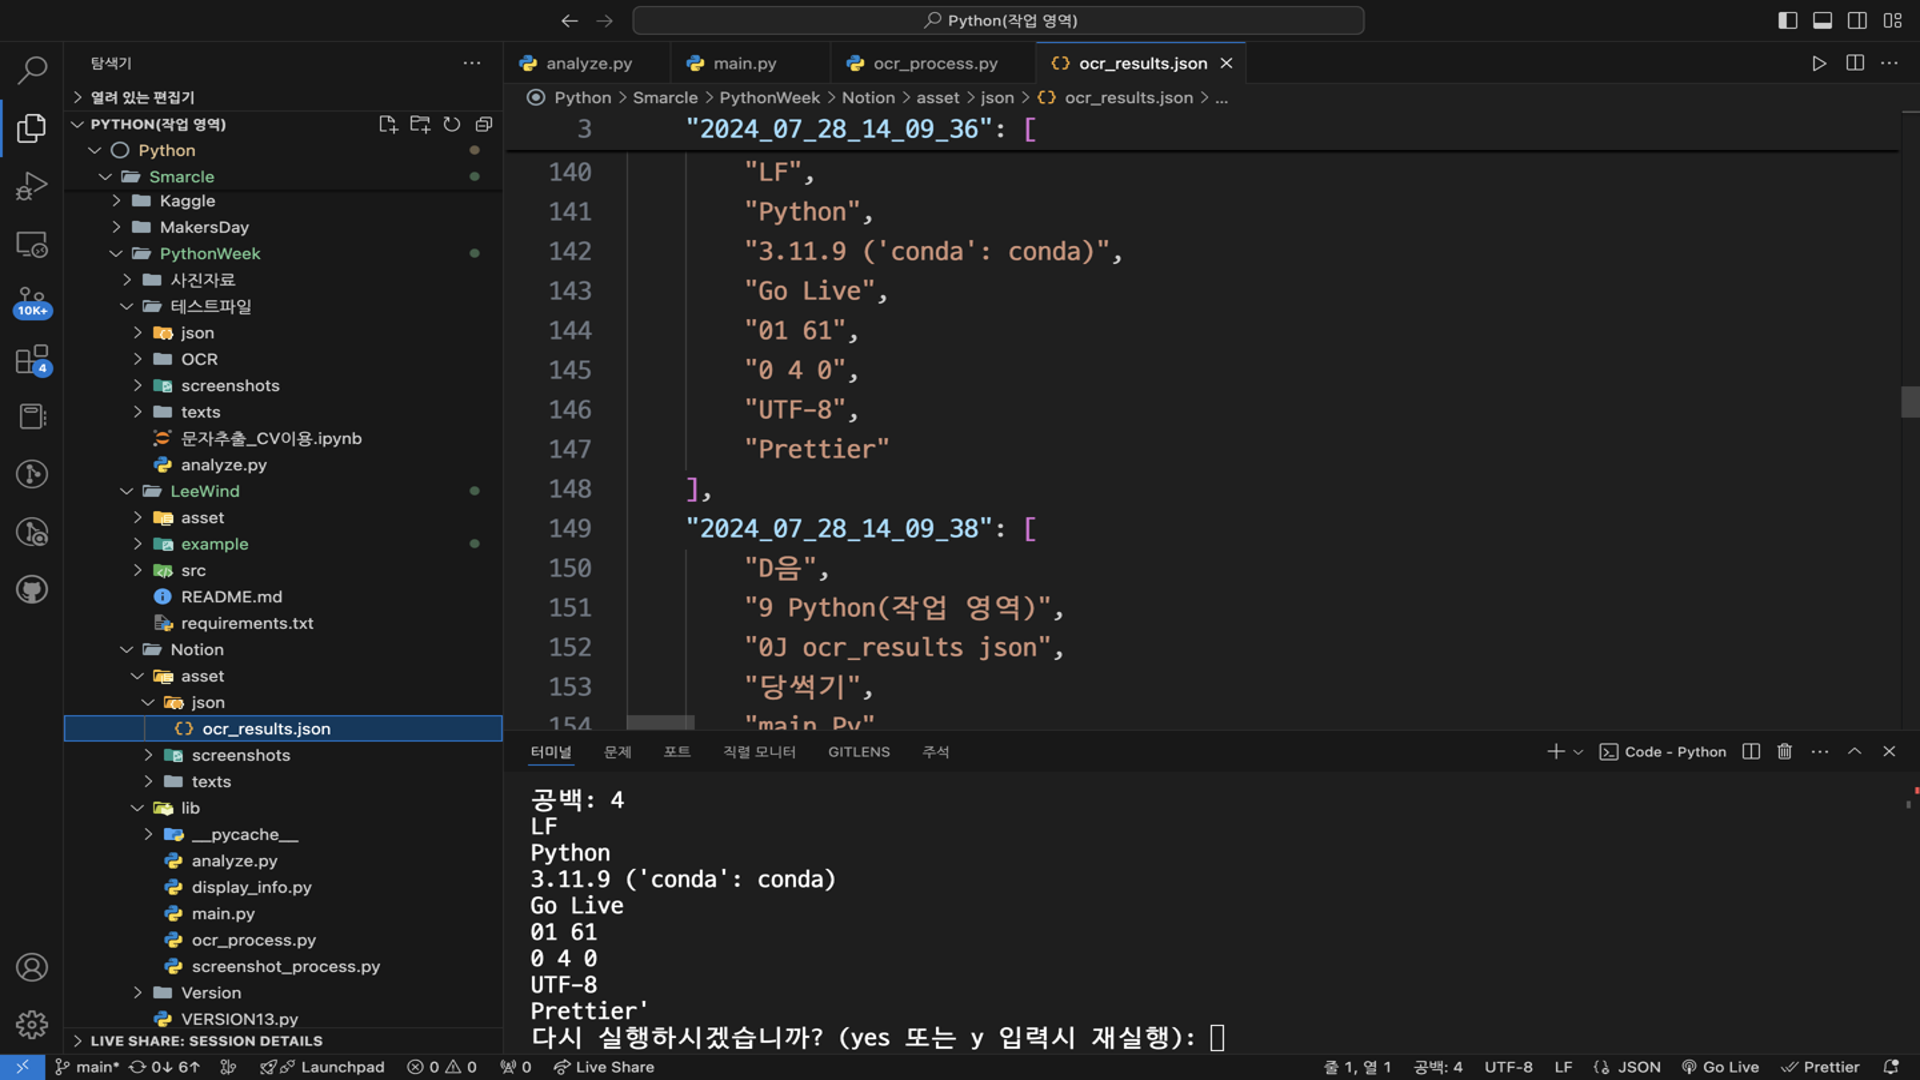 Python(작업 영역)
탐색기
열려 있는 편집기
PYTHON(작업 영역)
Python
Smarcle
Kaggle
MakersDay
PythonWeek
사진자료
테스트파일
json
OCR
screenshots
texts
문자추출_CV이용.ipynb
analyze.py
LeeWind
asset
example
src
README.md
requirements.txt
Notion
asset
json
ocr_results.json
screenshots
texts
lib
__pycache__
analyze.py
display_info.py
main.py
ocr_process.py
screenshot_process.py
Version
VERSION13.py
LIVE SHARE: SESSION DETAILS
10K+
4
analyze.py main.py ocr_process.py ocr_results.json
Python > Smarcle > PythonWeek > Notion > asset > json > {} ocr_results.json > ...
3 "2024_07_28_14_09_36": [
140 "LF",
141 "Python",
142 "3.11.9 ('conda': conda)",
143 "Go Live",
144 "01 61",
145 "0 4 0",
146 "UTF-8",
147 "Prettier"
148 ],
149 "2024_07_28_14_09_38": [
150 "D음",
151 "9 Python(작업 영역)",
152 "0J ocr_results json",
153 "당썩기",
154 "main Py"
터미널 문제 포트 직렬 모니터 GITLENS 주석 Code - Python
공백: 4
LF
Python
3.11.9 ('conda': conda)
Go Live
01 61
0 4 0
UTF-8
Prettier'
다시 실행하시겠습니까? (yes 또는 y 입력시 재실행):
main* 0↓ 6↑ Launchpad 0 0 0 Live Share 줄 1, 열 1 공백: 4 UTF-8 LF {} JSON Go Live Prettier